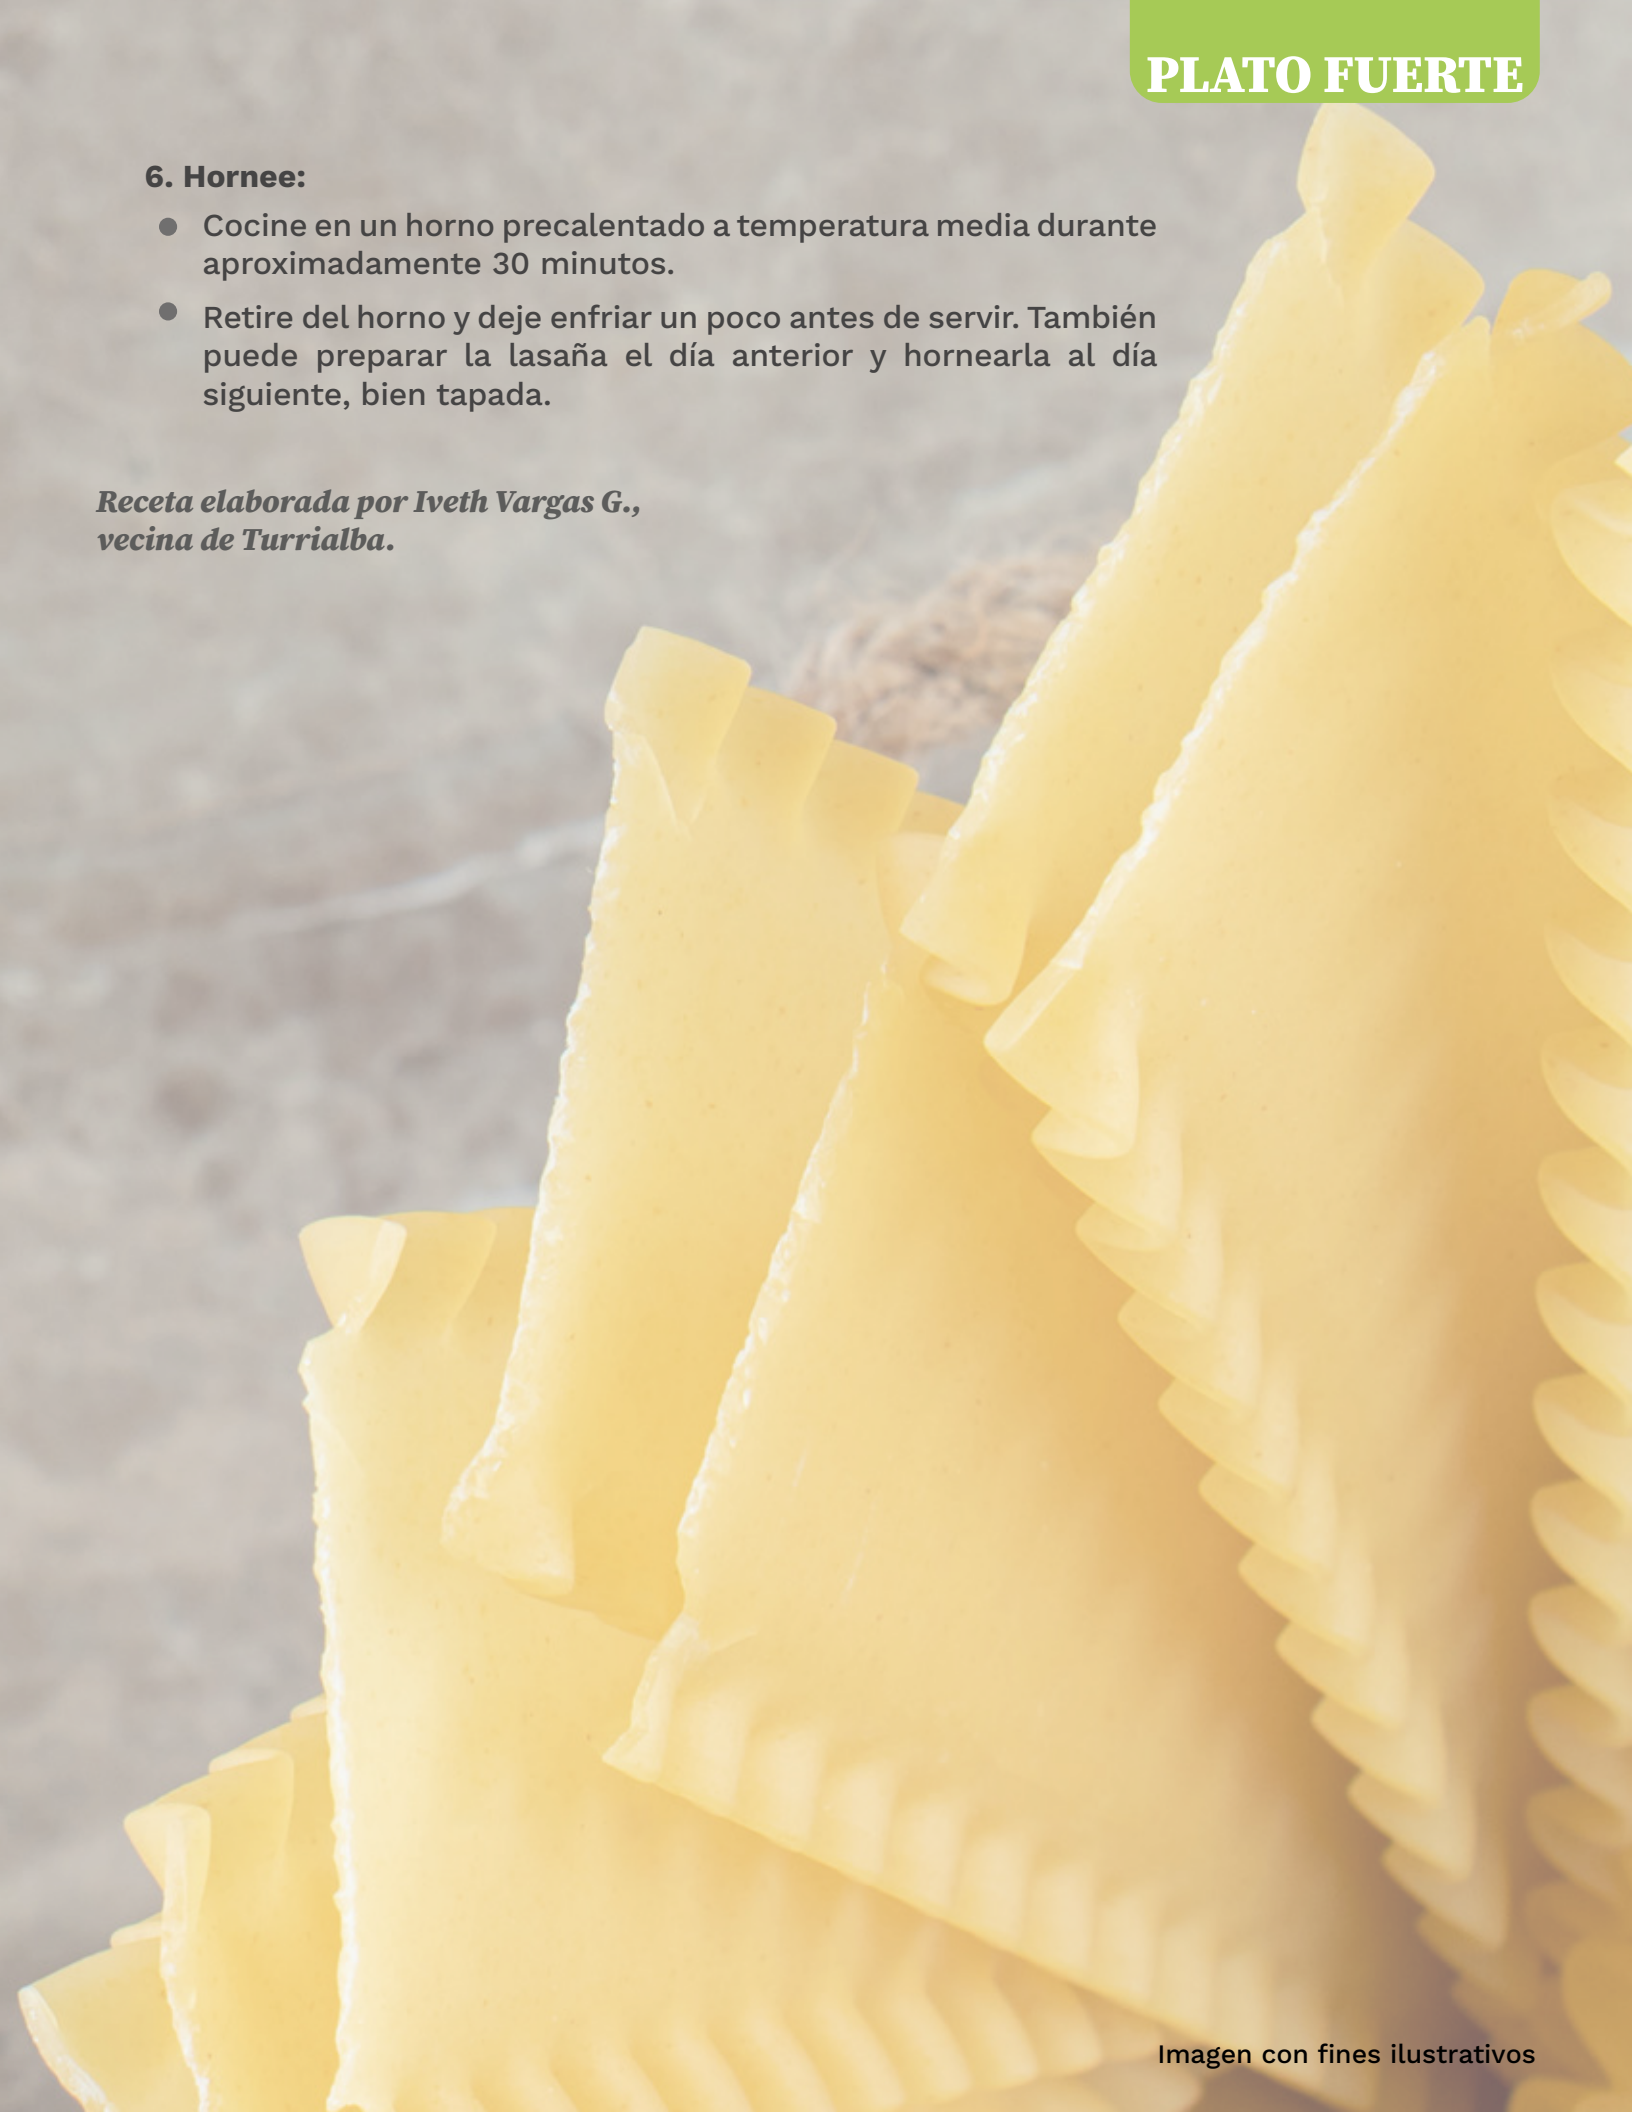 PLATO FUERTE
6. Hornee:
● Cocine en un horno precalentado a temperatura media durante
aproximadamente 30 minutos.
● Retire del horno y deje enfriar un poco antes de servir. También
puede preparar la lasaña el día anterior y hornearla al día
siguiente, bien tapada.
Receta elaborada por Iveth Vargas G.,
vecina de Turrialba.
Imagen con fines ilustrativos